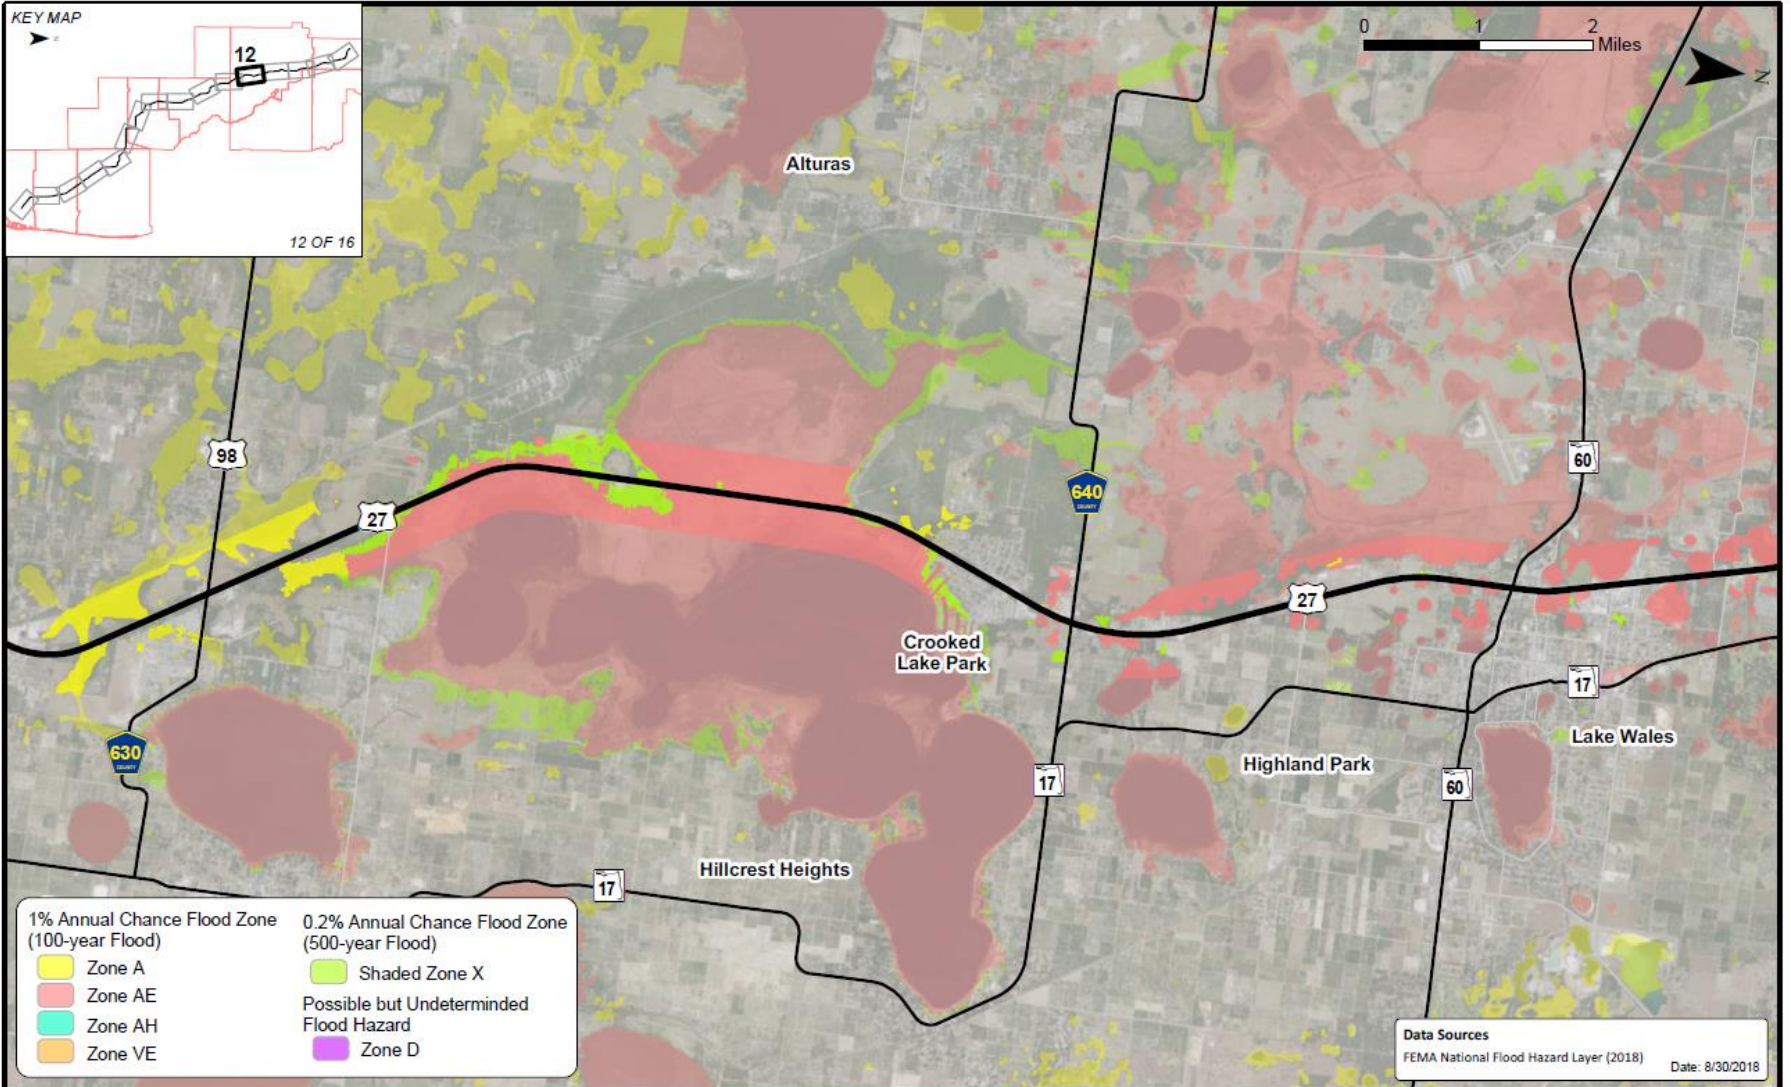 KEY MAP
N
12
12 OF 16
0 1 2
Miles
N
Alturas
98
27
640
COUNTY
60
27
Crooked
Lake Park
17
Lake Wales
630
COUNTY
17
Highland Park
60
Hillcrest Heights
17
1% Annual Chance Flood Zone
(100-year Flood)
Zone A
Zone AE
Zone AH
Zone VE
0.2% Annual Chance Flood Zone
(500-year Flood)
Shaded Zone X
Possible but Undeterminded
Flood Hazard
Zone D
Data Sources
FEMA National Flood Hazard Layer (2018)
Date: 8/30/2018